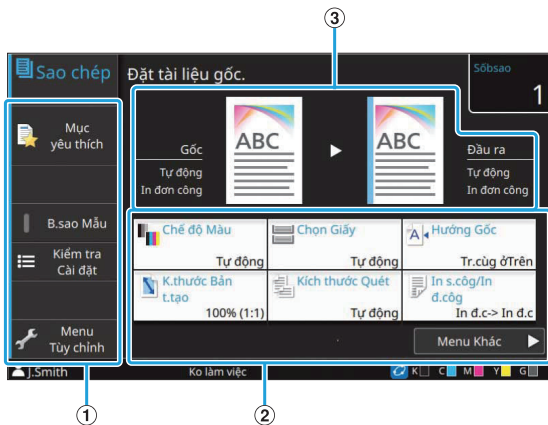 ③
Sao chép
Đặt tài liệu gốc.
Sốbsao
1
Mục
yêu thích
B.sao Mẫu
Kiểm tra
Cài đặt
Menu
Tùy chỉnh
Gốc
Tự động
In đơn công
ABC
ABC
Đầu ra
Tự động
In đơn công
Chế độ Màu
Tự động
Chọn Giấy
Tự động
Hướng Gốc
A
Tr.cùg ởTrên
K.thước Bản
t.tạo
100% (1:1)
Kích thước Quét
Tự động
In s.côg/In
đ.côg
In đ.c-> In đ.c
Menu Khác
J.Smith
Ko làm việc
K C M Y G
①
②